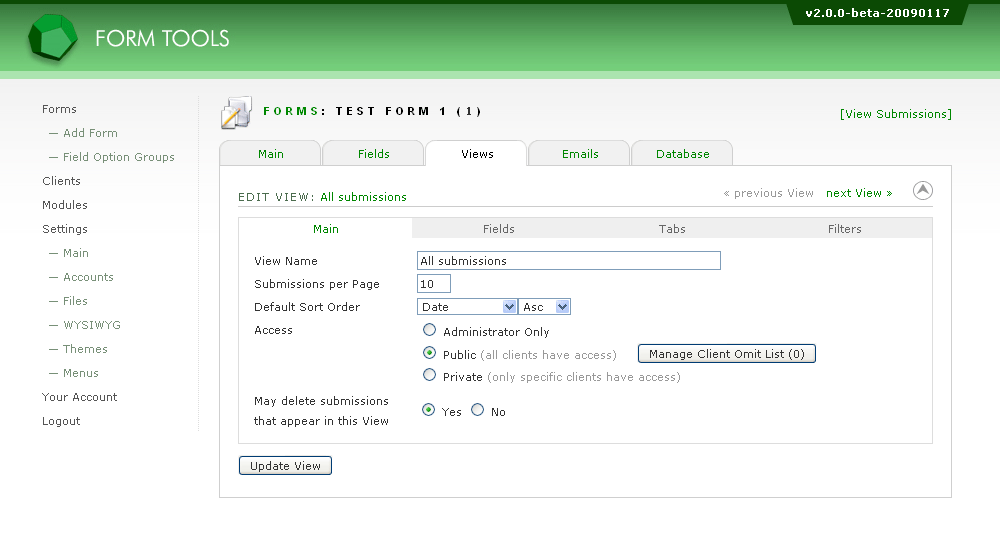 v2.0.0-beta-20090117
FORM TOOLS
Forms
— Add Form
— Field Option Groups
Clients
Modules
Settings
— Main
— Accounts
— Files
— WYSIWYG
— Themes
— Menus
Your Account
Logout
FORMS: TEST FORM 1 (1)
[View Submissions]
Main Fields Views Emails Database
EDIT VIEW: All submissions
« previous View next View »
Main Fields Tabs Filters
View Name All submissions
Submissions per Page 10
Default Sort Order Date Asc
Access Administrator Only
Public (all clients have access) Manage Client Omit List (0)
Private (only specific clients have access)
May delete submissions
that appear in this View
Yes No
Update View